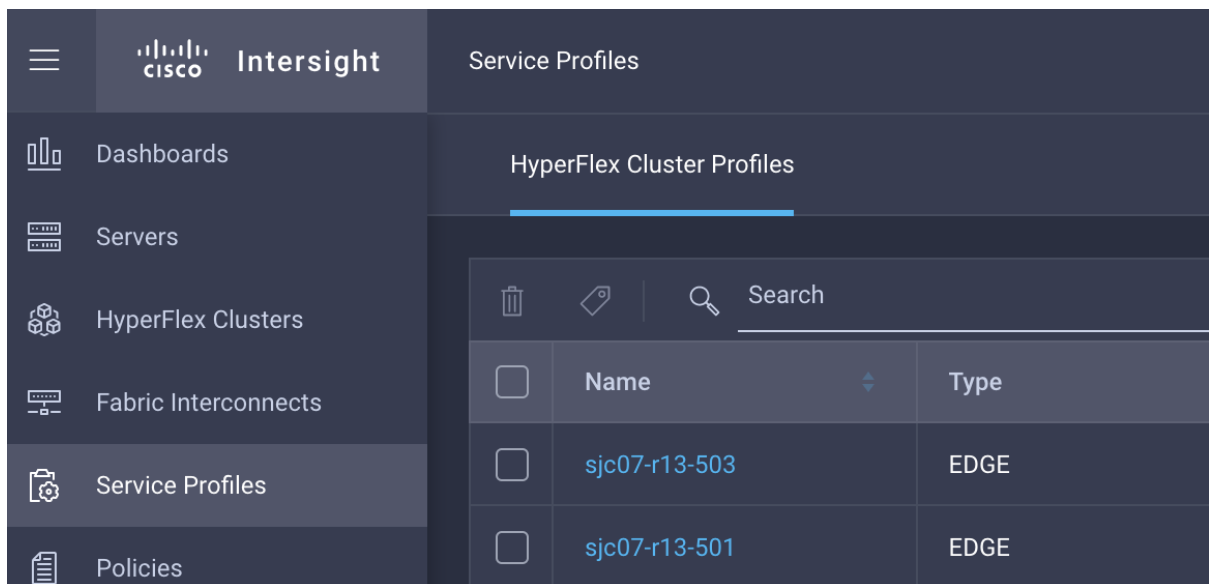 cisco Intersight
Service Profiles
Dashboards
Servers
HyperFlex Clusters
Fabric Interconnects
Service Profiles
Policies
HyperFlex Cluster Profiles
Search
Name Type
sjc07-r13-503 EDGE
sjc07-r13-501 EDGE